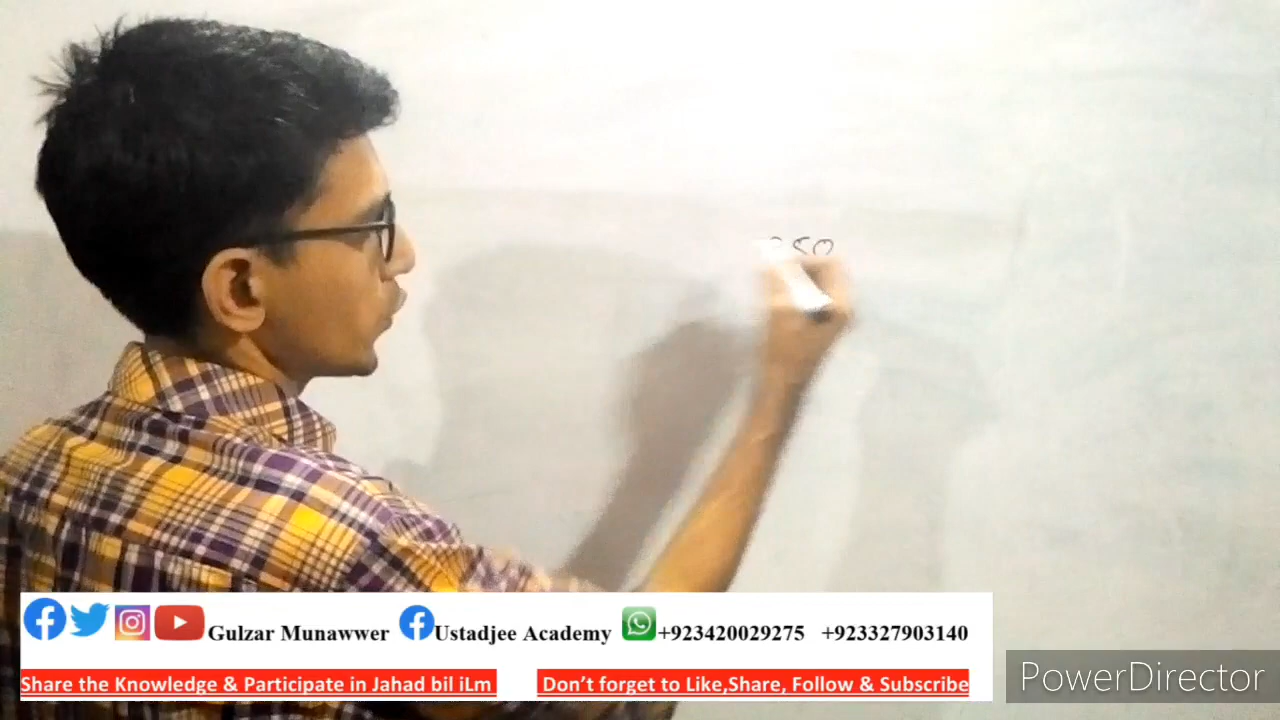 Gulzar Munawwer Ustadjee Academy +923420029275 +923327903140
Share the Knowledge & Participate in Jahad bil iLm Don't forget to Like,Share, Follow & Subscribe
PowerDirector